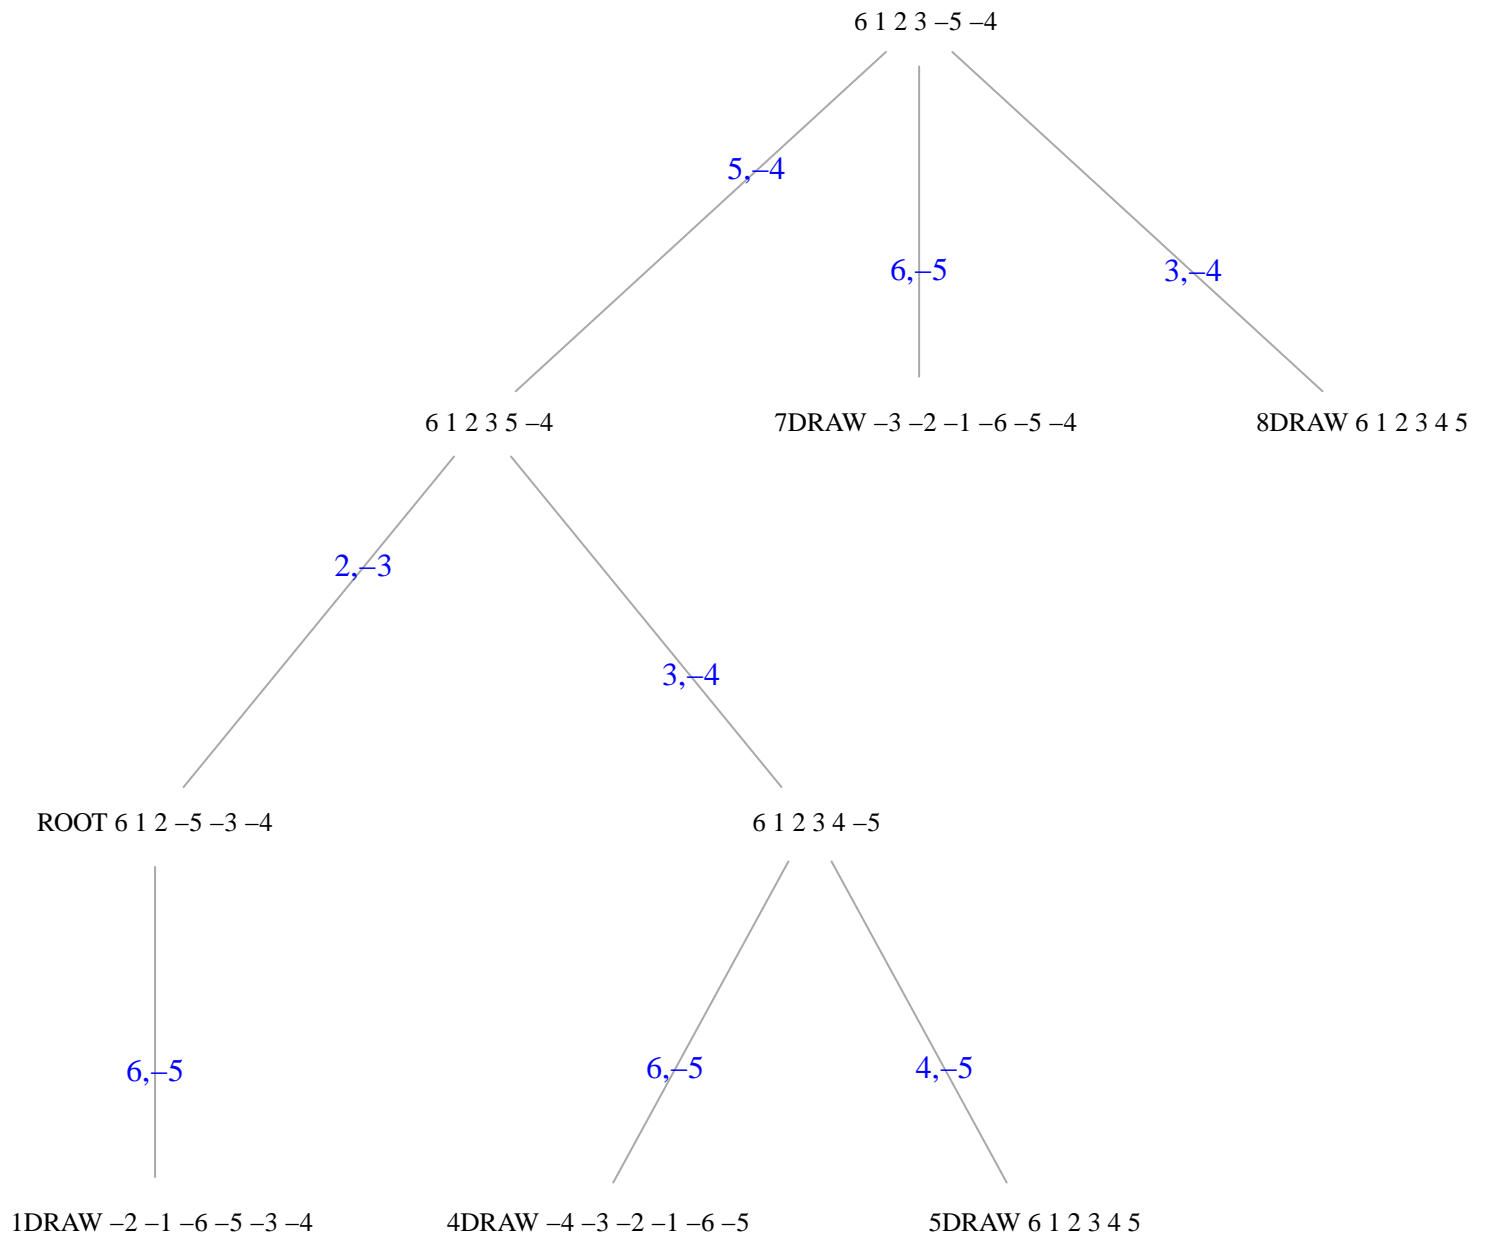 6 1 2 3 –5 –4
5,–4
6,–5
3,–4
6 1 2 3 5 –4
7DRAW –3 –2 –1 –6 –5 –4
8DRAW 6 1 2 3 4 5
2,–3
3,–4
ROOT 6 1 2 –5 –3 –4
6 1 2 3 4 –5
6,–5
6,–5
4,–5
1DRAW –2 –1 –6 –5 –3 –4
4DRAW –4 –3 –2 –1 –6 –5
5DRAW 6 1 2 3 4 5